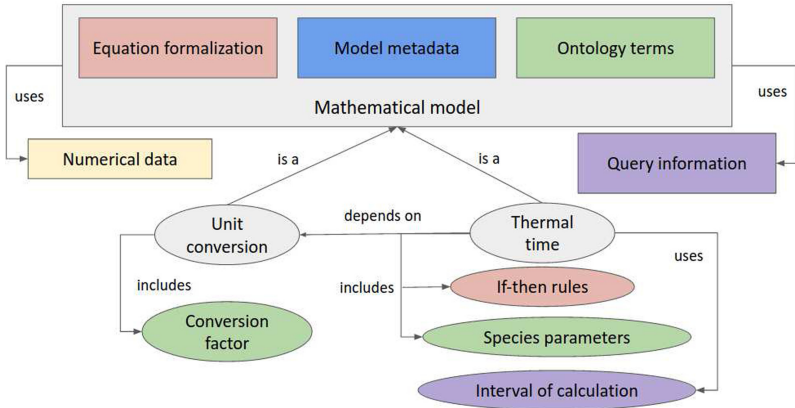 Equation formalization
Model metadata
Ontology terms
Mathematical model
uses
uses
Numerical data
Query information
is a
is a
Unit
conversion
depends on
Thermal
time
includes
includes
uses
If-then rules
Conversion
factor
Species parameters
Interval of calculation